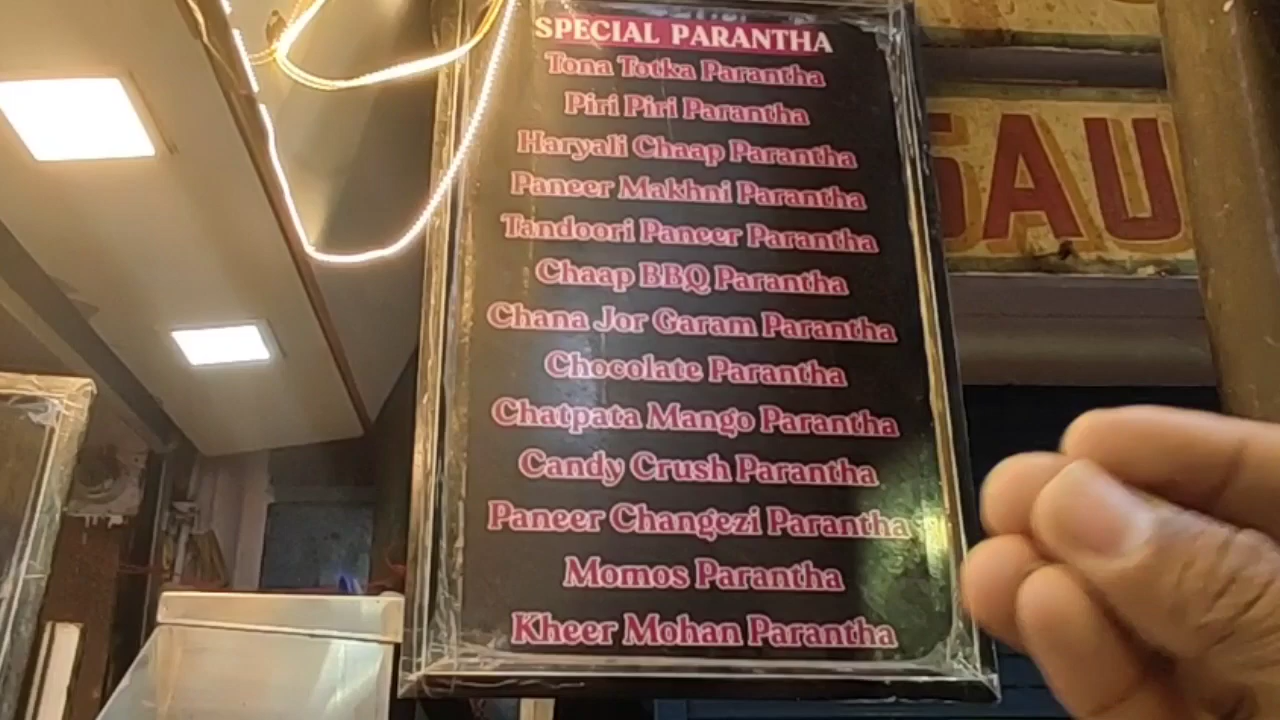 SPECIAL PARANTHA
Tona Totka Parantha
Piri Piri Parantha
Haryali Chaap Parantha
Paneer Makhni Parantha
Tandoori Paneer Parantha
Chaap BBQ Parantha
Chana Jor Garam Parantha
Chocolate Parantha
Chatpata Mango Parantha
Candy Crush Parantha
Paneer Changezi Parantha
Momos Parantha
Kheer Mohan Parantha